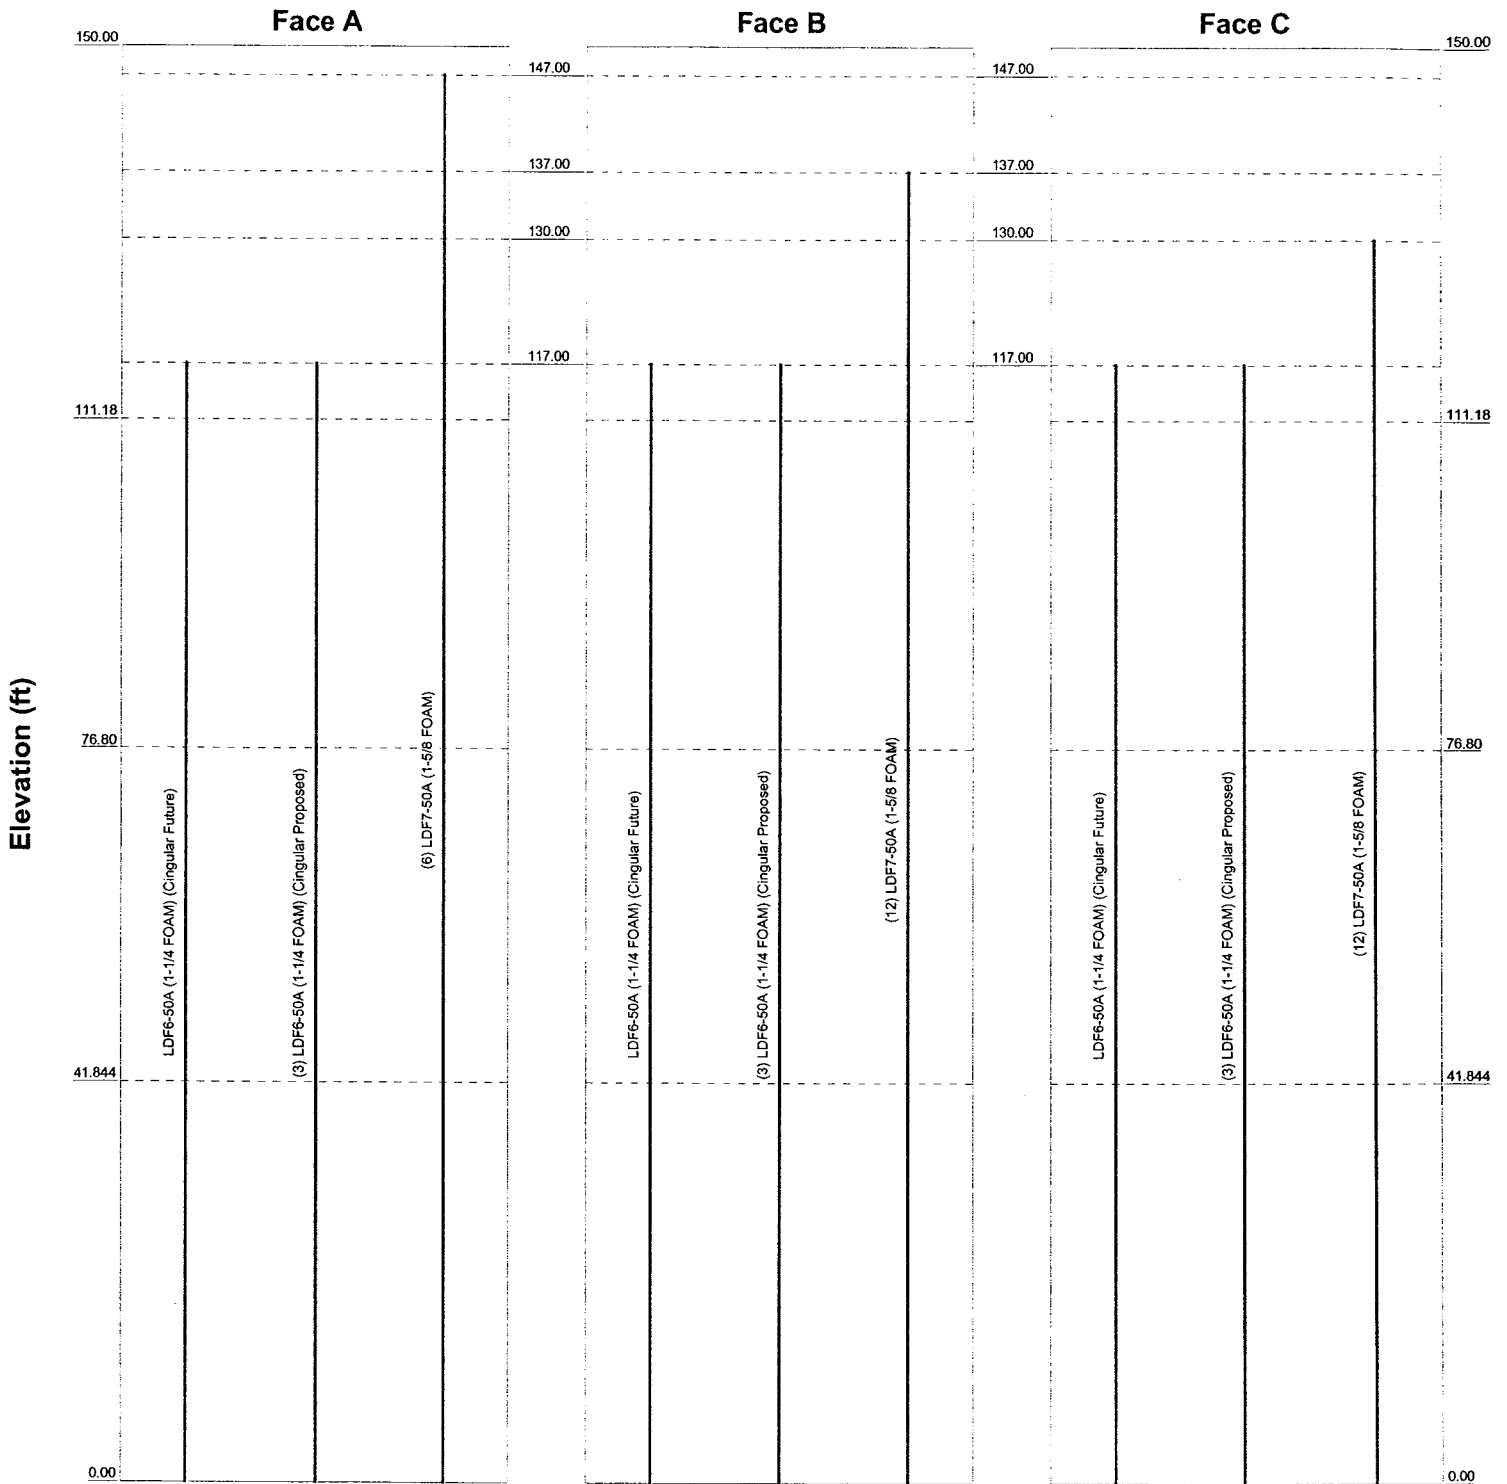 Face A
Face B
Face C
150.00
150.00
147.00
147.00
137.00
137.00
130.00
130.00
117.00
117.00
111.18
111.18
76.80
76.80
41.844
41.844
0.00
0.00
Elevation (ft)
LDF6-50A (1-1/4 FOAM) (Cingular Future)
(3) LDF6-50A (1-1/4 FOAM) (Cingular Proposed)
(6) LDF7-50A (1-5/8 FOAM)
LDF6-50A (1-1/4 FOAM) (Cingular Future)
(3) LDF6-50A (1-1/4 FOAM) (Cingular Proposed)
(12) LDF7-50A (1-5/8 FOAM)
LDF6-50A (1-1/4 FOAM) (Cingular Future)
(3) LDF6-50A (1-1/4 FOAM) (Cingular Proposed)
(12) LDF7-50A (1-5/8 FOAM)